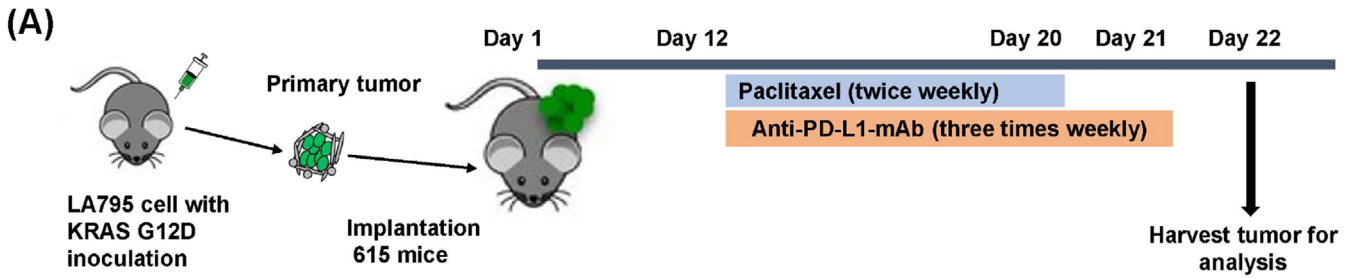 (A)
Day 1
Day 12
Day 20
Day 21
Day 22
Primary tumor
Paclitaxel (twice weekly)
Anti-PD-L1-mAb (three times weekly)
LA795 cell with
KRAS G12D
inoculation
Implantation
615 mice
Harvest tumor for
analysis